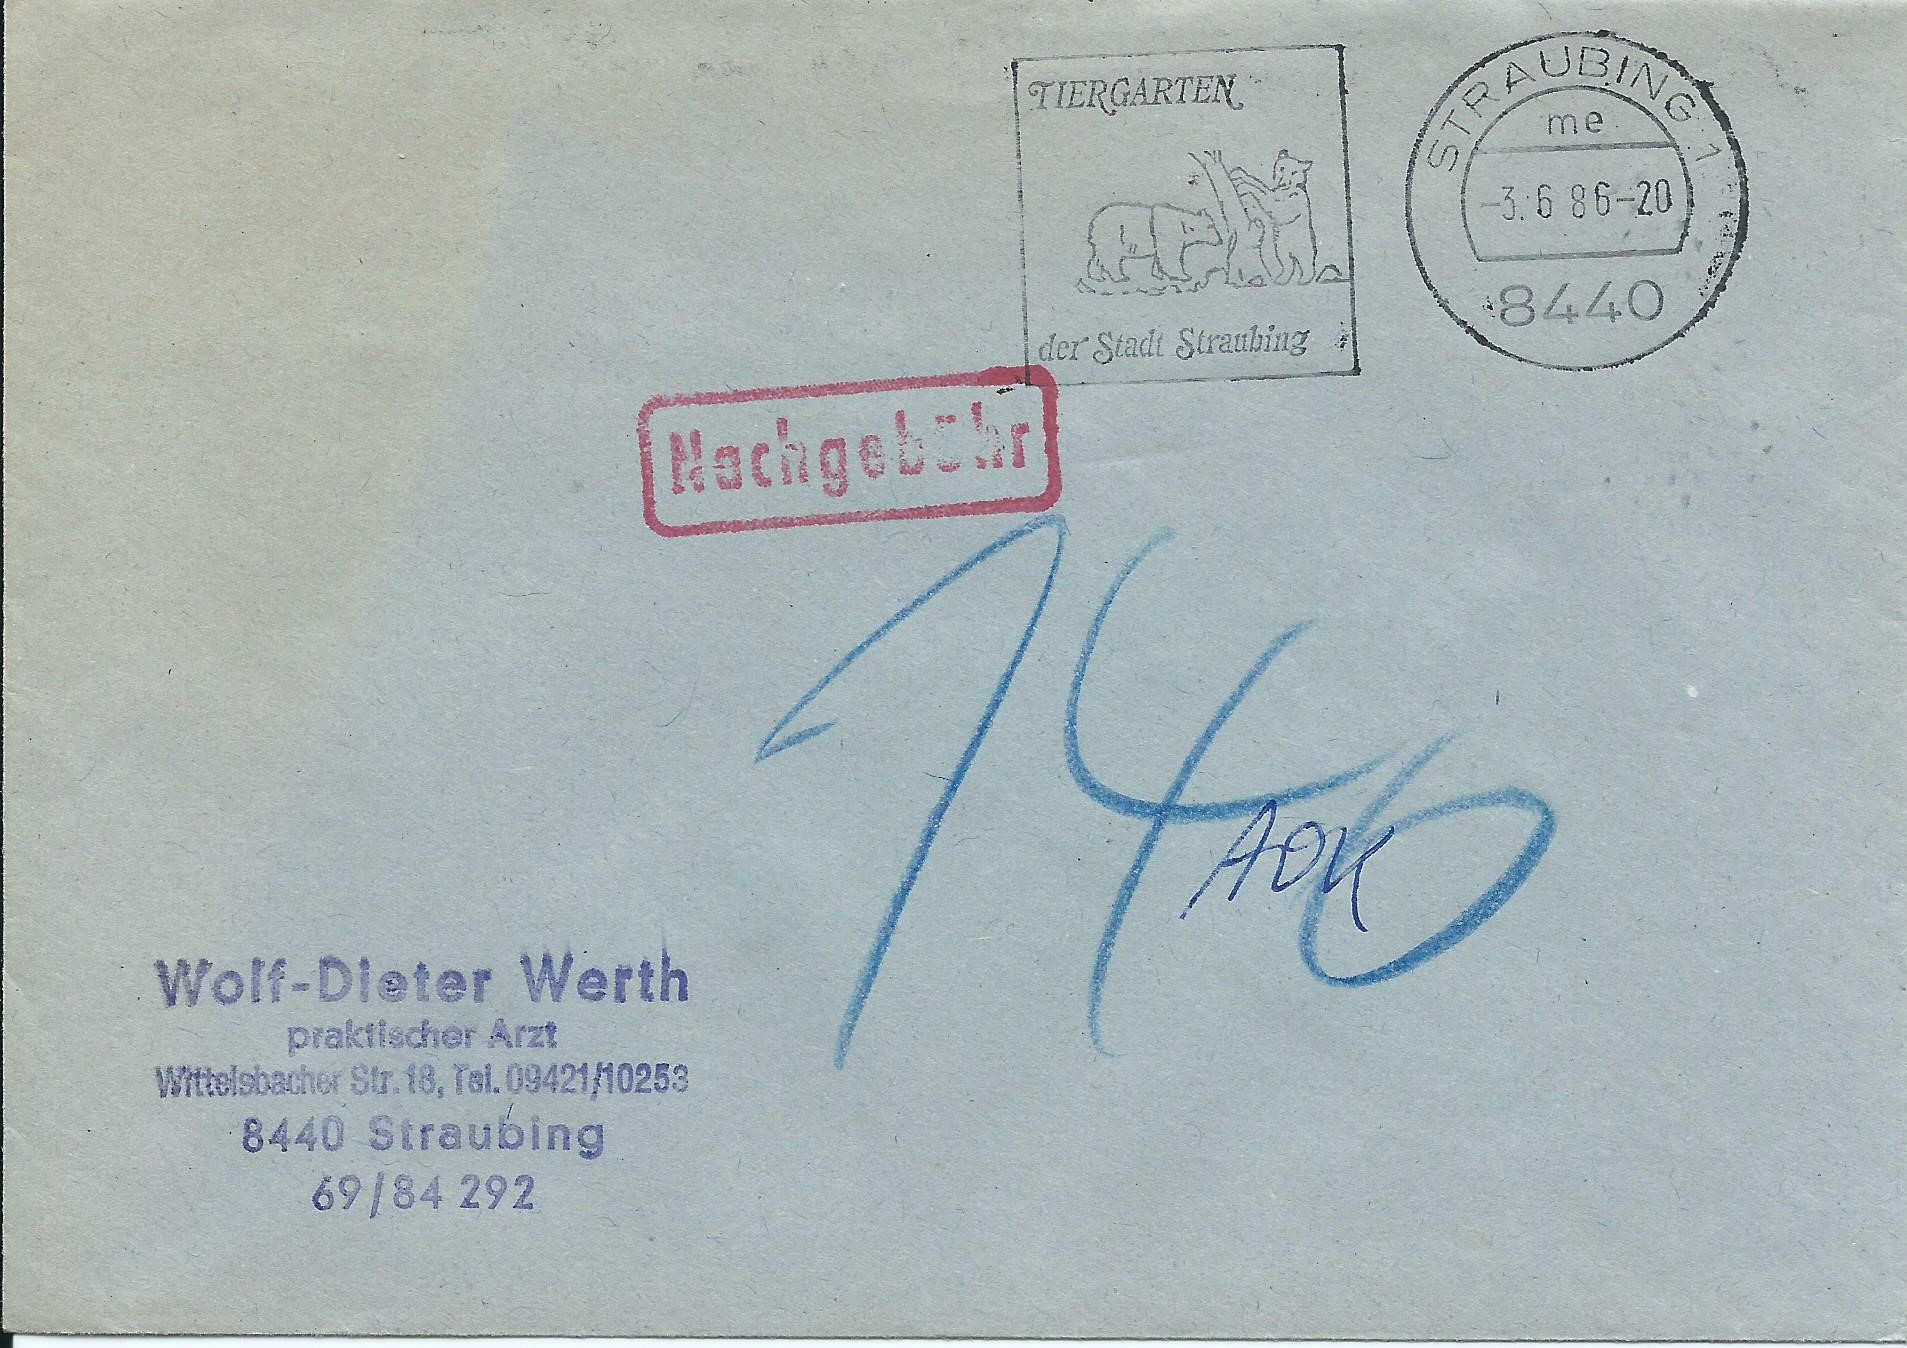 TIERGARTEN
der Stadt Straubing
STRAUBING 1
me
-3.6 86-20
8440
Nachgebühr
140
AOK
Wolf-Dieter Werth
praktischer Arzt
Wittelsbacher Str. 18, Tel. 09421/10253
8440 Straubing
69/84 292